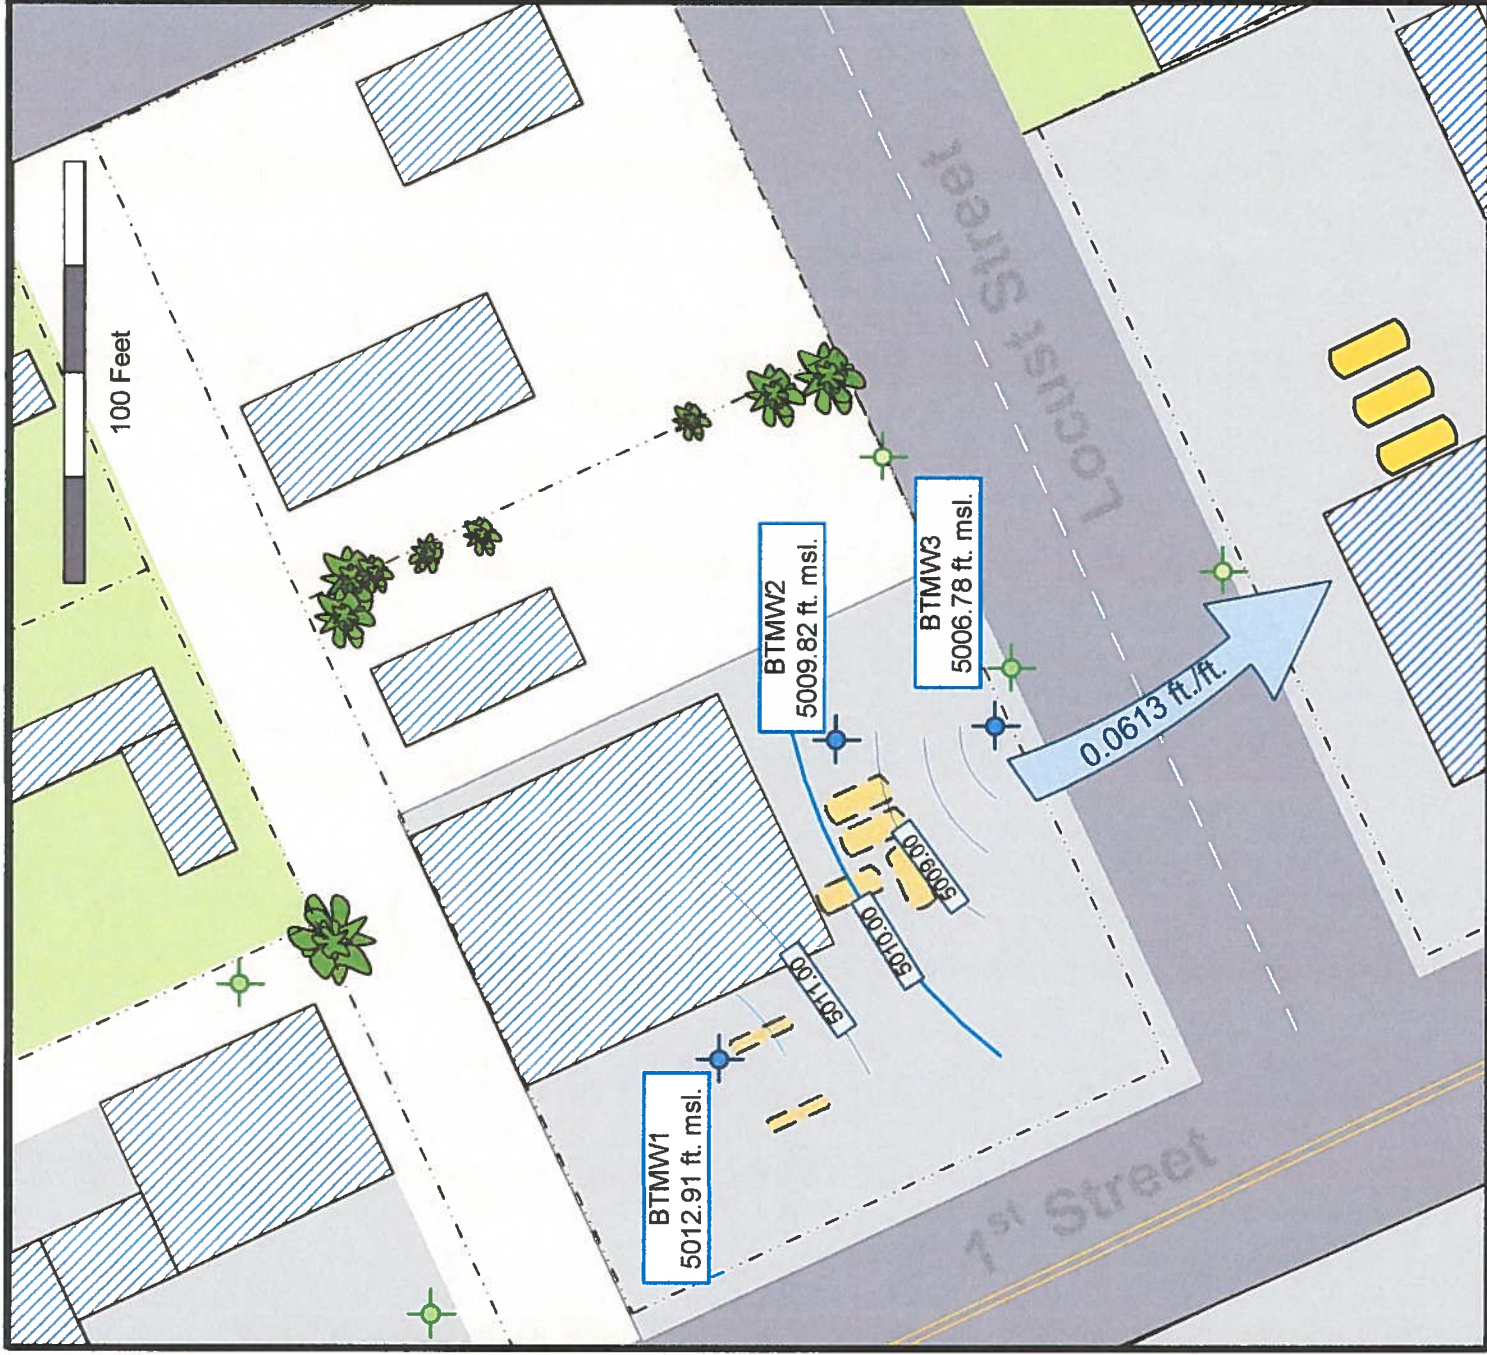 100 Feet
BTMW2
5009.82 ft. msl.
BTMW3
5006.78 ft. msl.
BTMW1
5012.91 ft. msl.
5011.00
5010.00
5009.00
0.0613 ft./ft.
Locust Street
1st Street